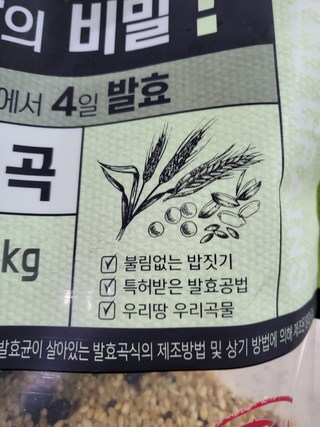 의 비밀
에서 4일 발효
곡
kg
불림없는 밥짓기
특허받은 발효공법
우리땅 우리곡물
발효균이 살아있는 발효곡식의 제조방법 및 상기 방법에 의해 제조된